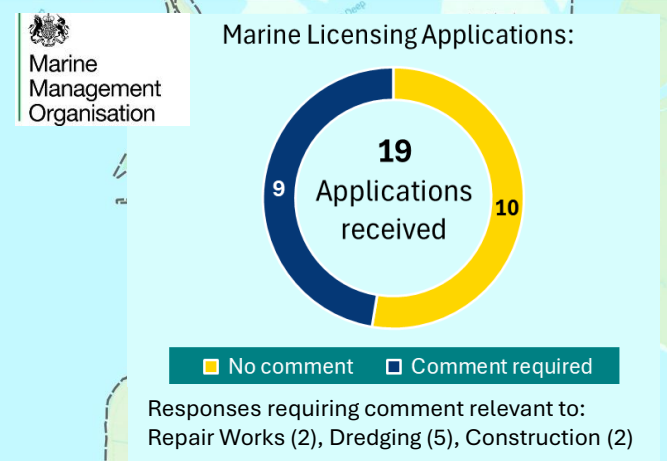 Marine Licensing Applications:
Marine
Management
Organisation
19
Applications
received
9
10
No comment
Comment required
Responses requiring comment relevant to:
Repair Works (2), Dredging (5), Construction (2)